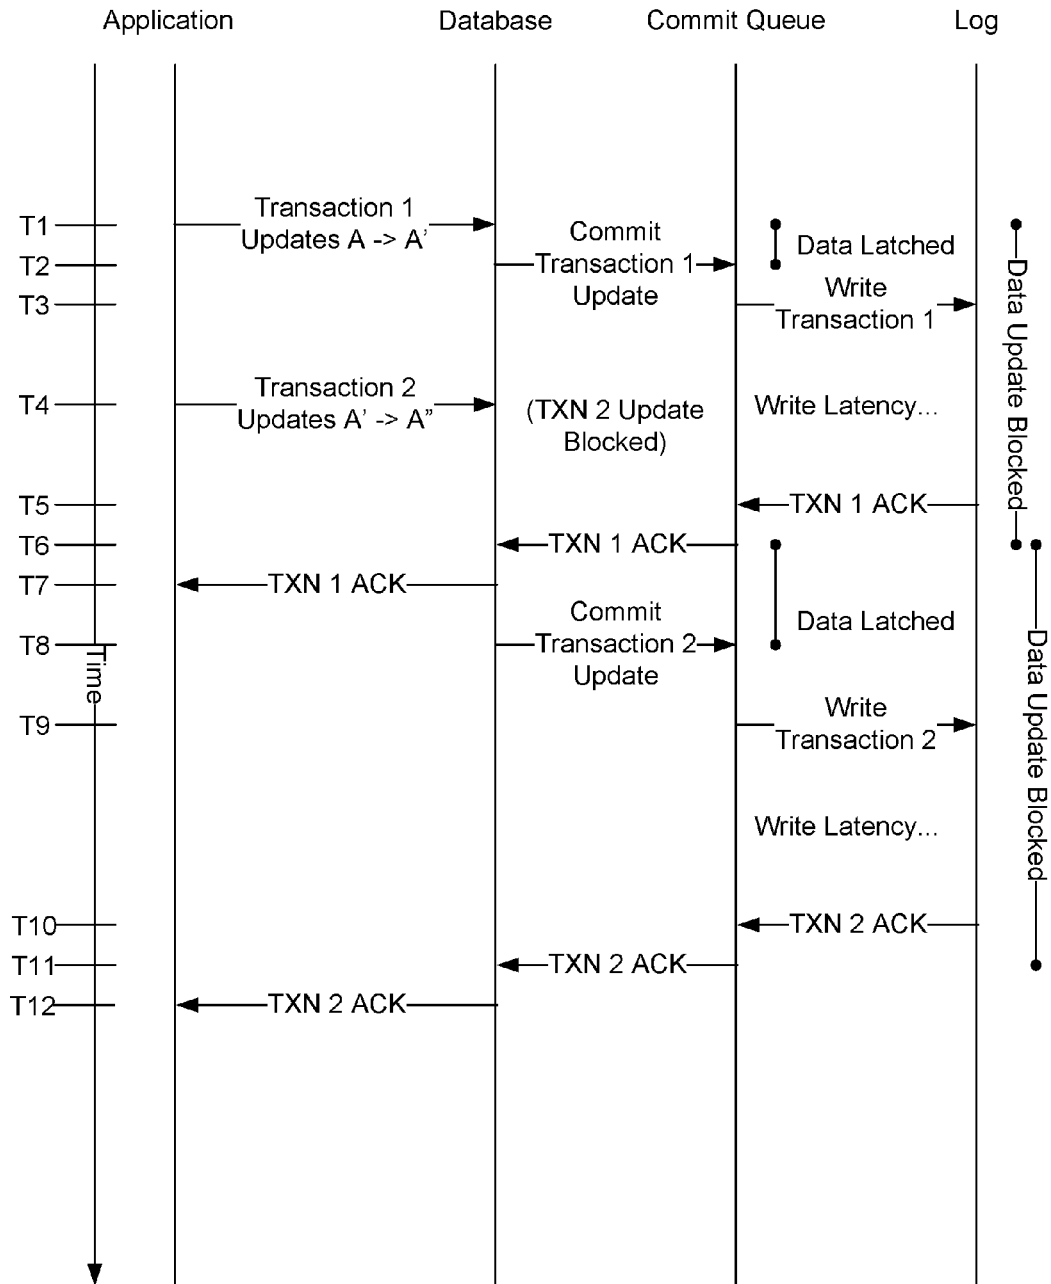 Application
Database
Commit Queue
Log
T1
Transaction 1
Updates A -> A'
Commit
Transaction 1
Update
Data Latched
T2
T3
Write
Transaction 1
Data Update Blocked
T4
Transaction 2
Updates A' -> A"
(TXN 2 Update
Blocked)
Write Latency...
T5
TXN 1 ACK
T6
TXN 1 ACK
T7
TXN 1 ACK
Commit
Transaction 2
Update
Data Latched
T8
Time
T9
Write
Transaction 2
Data Update Blocked
Write Latency...
T10
TXN 2 ACK
T11
TXN 2 ACK
T12
TXN 2 ACK